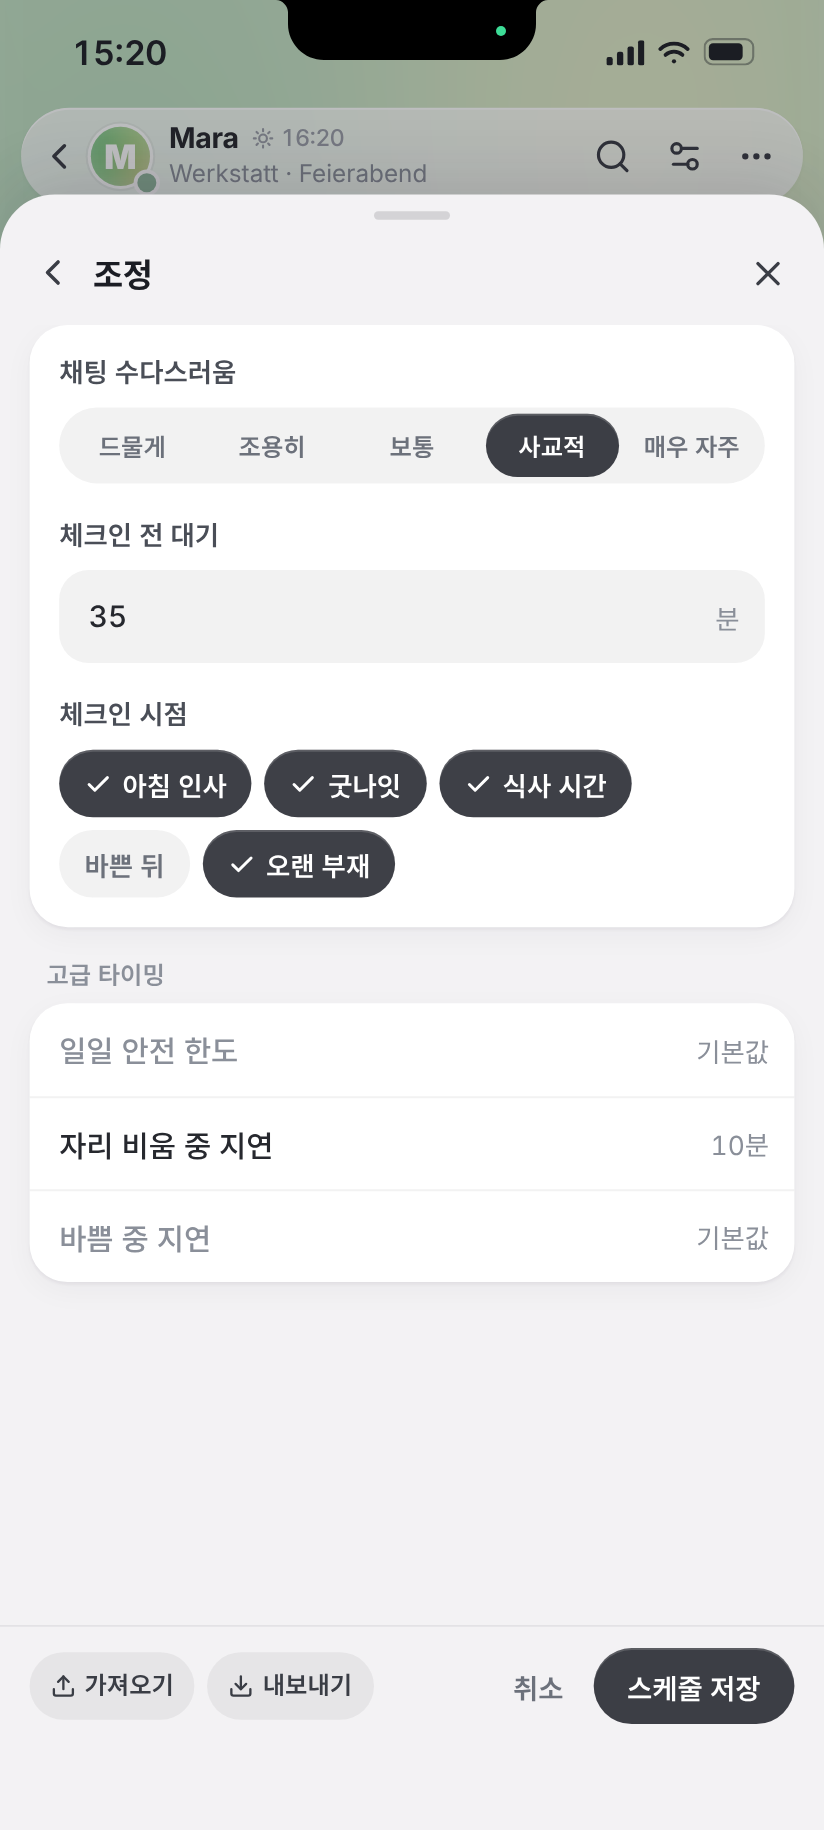 15:20
M
Mara 16:20
Werkstatt · Feierabend
조정
채팅 수다스러움
드물게 조용히 보통 사교적 매우 자주
체크인 전 대기
35 분
체크인 시점
아침 인사 굿나잇 식사 시간
바쁜 뒤 오랜 부재
고급 타이밍
일일 안전 한도 기본값
자리 비움 중 지연 10분
바쁨 중 지연 기본값
가져오기 내보내기 취소 스케줄 저장